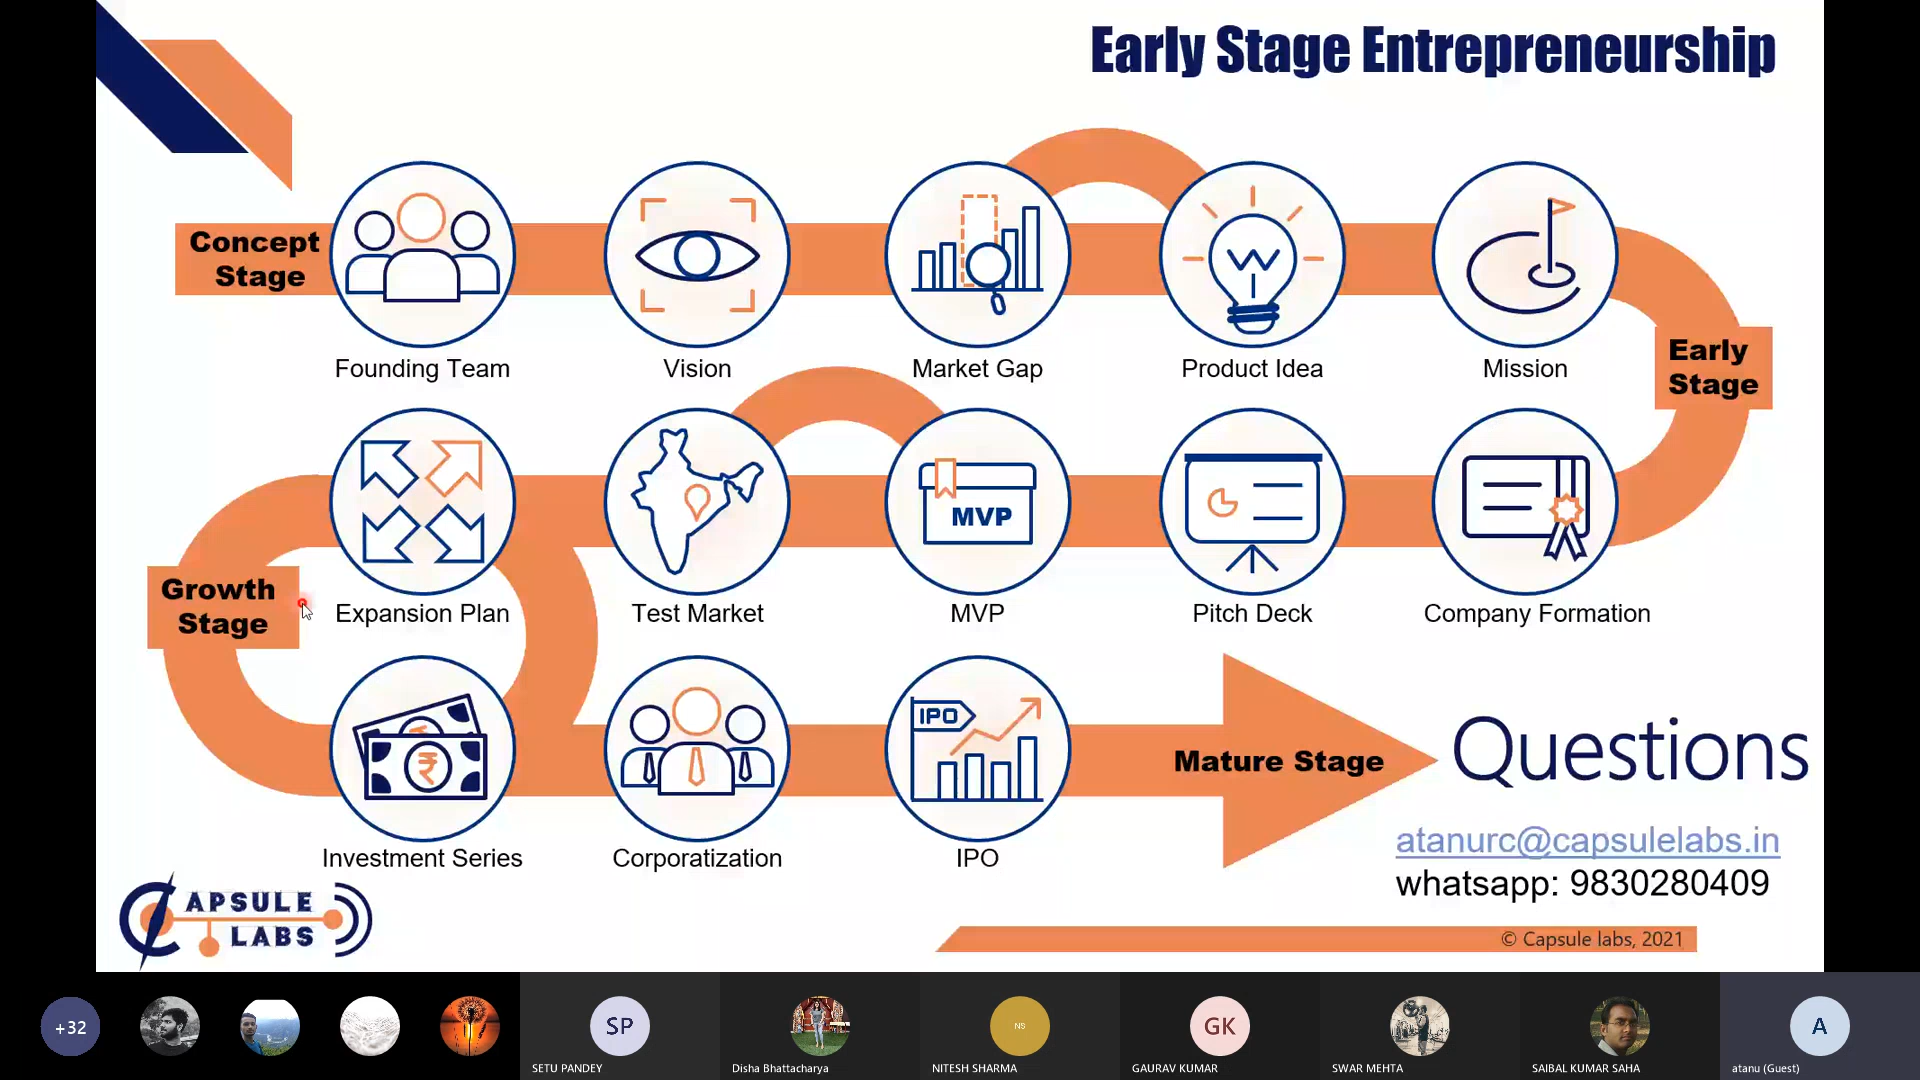 Early Stage Entrepreneurship
Concept
Stage
Founding Team
Vision
Market Gap
Product Idea
Mission
Early
Stage
MVP
Growth
Stage
Expansion Plan
Test Market
MVP
Pitch Deck
Company Formation
IPO
₹
Mature Stage
Questions
Investment Series
Corporatization
IPO
atanurc@capsulelabs.in
whatsapp: 9830280409
CAPSULE
LABS
© Capsule labs, 2021
+32
SP
NS
GK
A
SETU PANDEY
Disha Bhattacharya
NITESH SHARMA
GAURAV KUMAR
SWAR MEHTA
SAIBAL KUMAR SAHA
atanu (Guest)